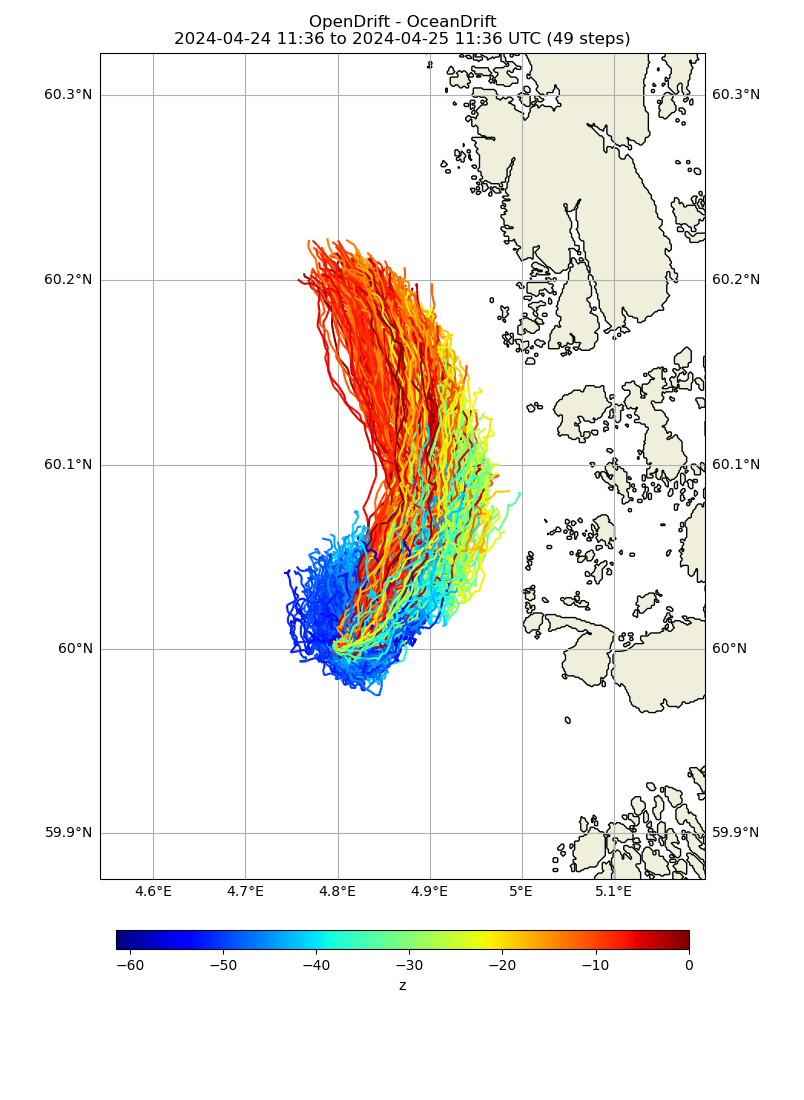 OpenDrift - OceanDrift
2024-04-24 11:36 to 2024-04-25 11:36 UTC (49 steps)
60.3°N 60.3°N
60.2°N 60.2°N
60.1°N 60.1°N
60°N 60°N
59.9°N 59.9°N
4.6°E 4.7°E 4.8°E 4.9°E 5°E 5.1°E
−60 −50 −40 −30 −20 −10 0
z